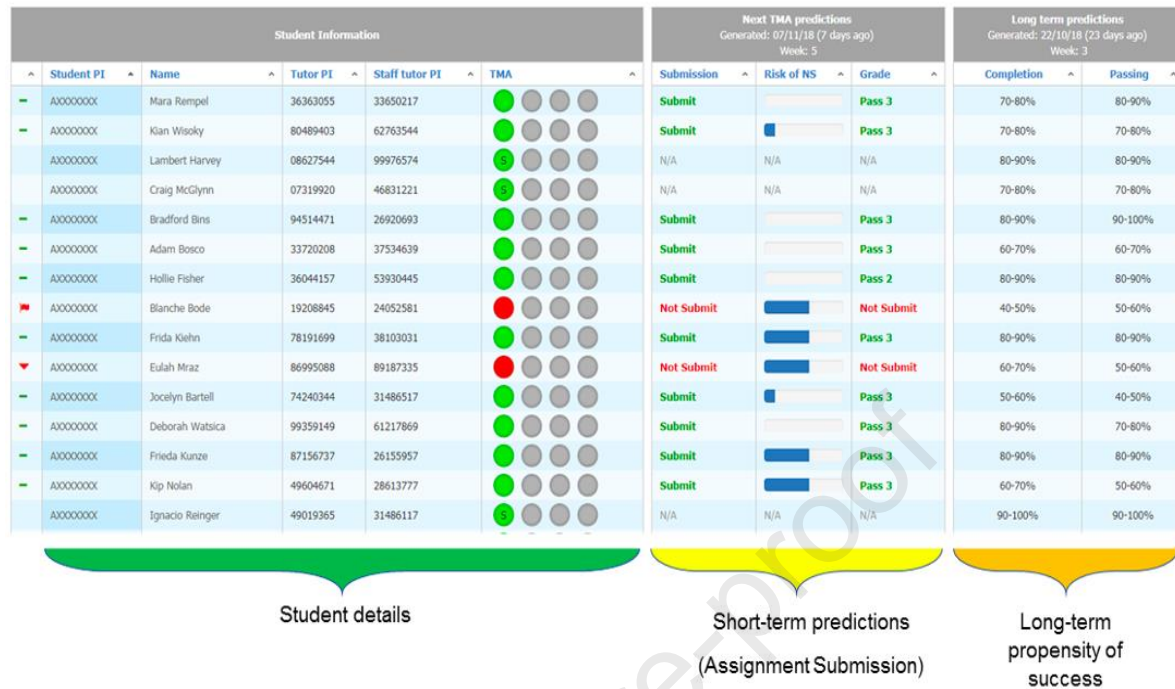 Student Information
Next TMA predictions
Generated: 07/11/18 (7 days ago)
Week: 5
Long term predictions
Generated: 22/10/18 (23 days ago)
Week: 3
Student PI Name Tutor PI Staff tutor PI TMA Submission Risk of NS Grade Completion Passing
AXXXXXXX Mara Rempel 36363055 33650217 Submit Pass 3 70-80% 80-90%
AXXXXXXX Kian Wisoky 80489403 62763544 Submit Pass 3 70-80% 70-80%
AXXXXXXX Lambert Harvey 08627544 99976574 S N/A N/A N/A 80-90% 80-90%
AXXXXXXX Craig McGlynn 07319920 46831221 S N/A N/A N/A 70-80% 70-80%
AXXXXXXX Bradford Bins 94514471 26920693 Submit Pass 3 80-90% 90-100%
AXXXXXXX Adam Bosco 33720208 37534639 Submit Pass 3 60-70% 60-70%
AXXXXXXX Hollie Fisher 36044157 53930445 Submit Pass 2 80-90% 80-90%
AXXXXXXX Blanche Bode 19208845 24052581 Not Submit Not Submit 40-50% 50-60%
AXXXXXXX Frida Kiehn 78191699 38103031 Submit Pass 3 80-90% 80-90%
AXXXXXXX Eulah Mraz 86995088 89187335 Not Submit Not Submit 60-70% 50-60%
AXXXXXXX Jocelyn Bartell 74240344 31486517 Submit Pass 3 50-60% 40-50%
AXXXXXXX Deborah Watsica 99359149 61217869 Submit Pass 3 80-90% 70-80%
AXXXXXXX Frieda Kunze 87156737 26155957 Submit Pass 3 80-90% 80-90%
AXXXXXXX Kip Nolan 49604671 28613777 Submit Pass 3 60-70% 50-60%
AXXXXXXX Ignacio Reinger 49019365 31486117 S N/A N/A N/A 90-100% 90-100%
Student details
Short-term predictions
(Assignment Submission)
Long-term
propensity of
success